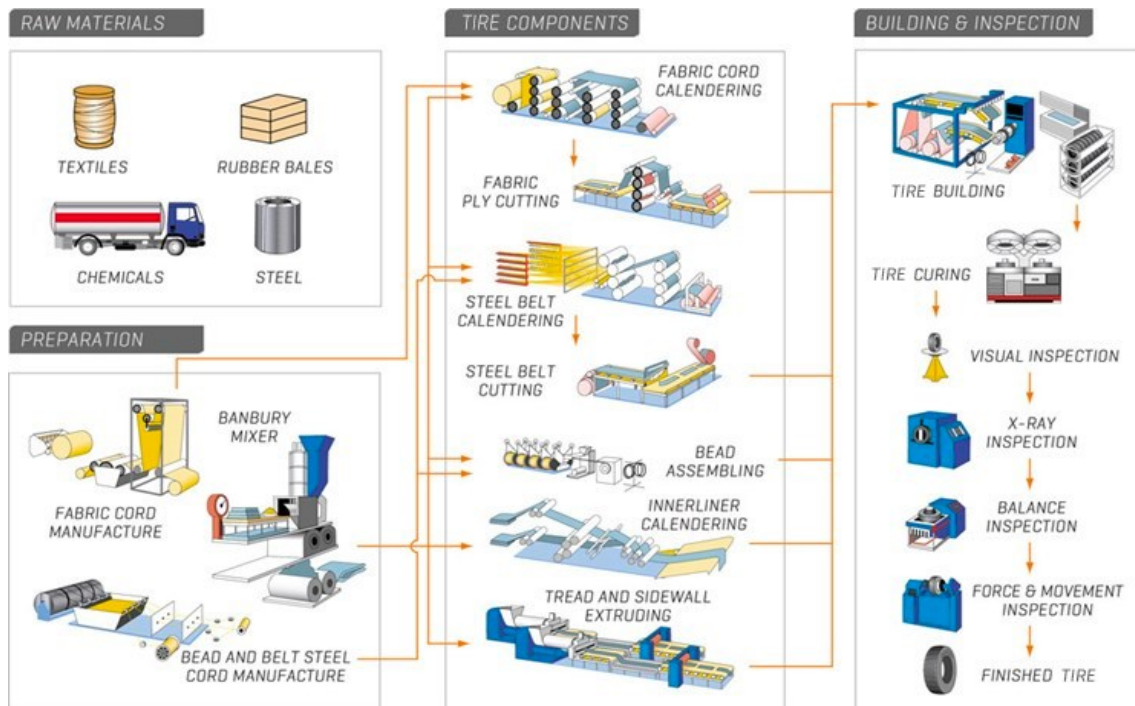 RAW MATERIALS
TEXTILES
RUBBER BALES
CHEMICALS
STEEL
PREPARATION
BANBURY
MIXER
FABRIC CORD
MANUFACTURE
BEAD AND BELT STEEL
CORD MANUFACTURE
TIRE COMPONENTS
FABRIC CORD
CALENDERING
FABRIC
PLY CUTTING
STEEL BELT
CALENDERING
STEEL BELT
CUTTING
BEAD
ASSEMBLING
INNERLINER
CALENDERING
TREAD AND SIDEWALL
EXTRUDING
BUILDING & INSPECTION
TIRE BUILDING
TIRE CURING
VISUAL INSPECTION
X-RAY
INSPECTION
BALANCE
INSPECTION
FORCE & MOVEMENT
INSPECTION
FINISHED TIRE